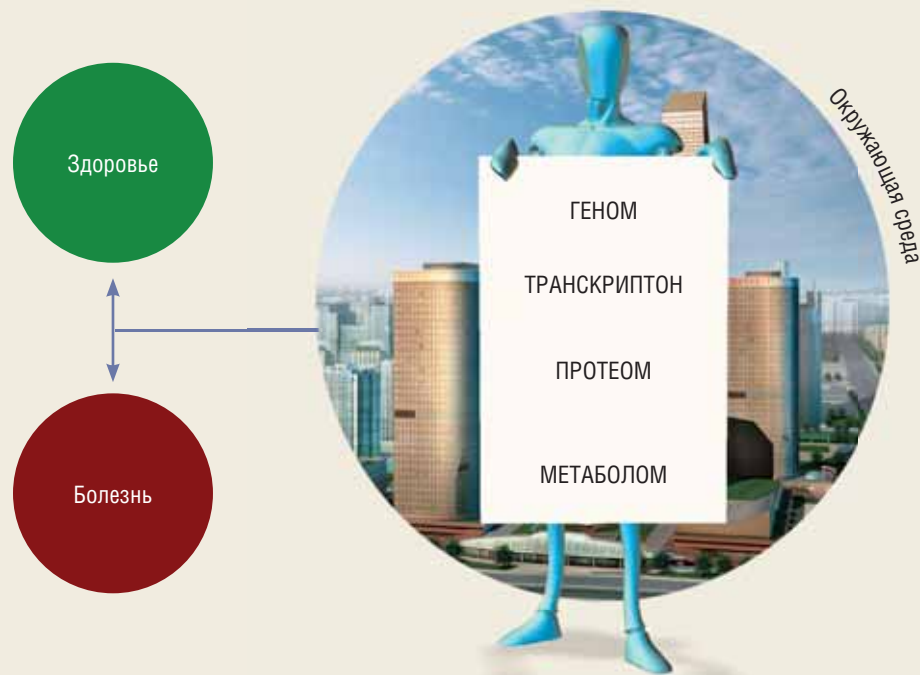 Здоровье
Болезнь
ГЕНОМ
ТРАНСКРИПТОН
ПРОТЕОМ
МЕТАБОЛОМ
Окружающая среда